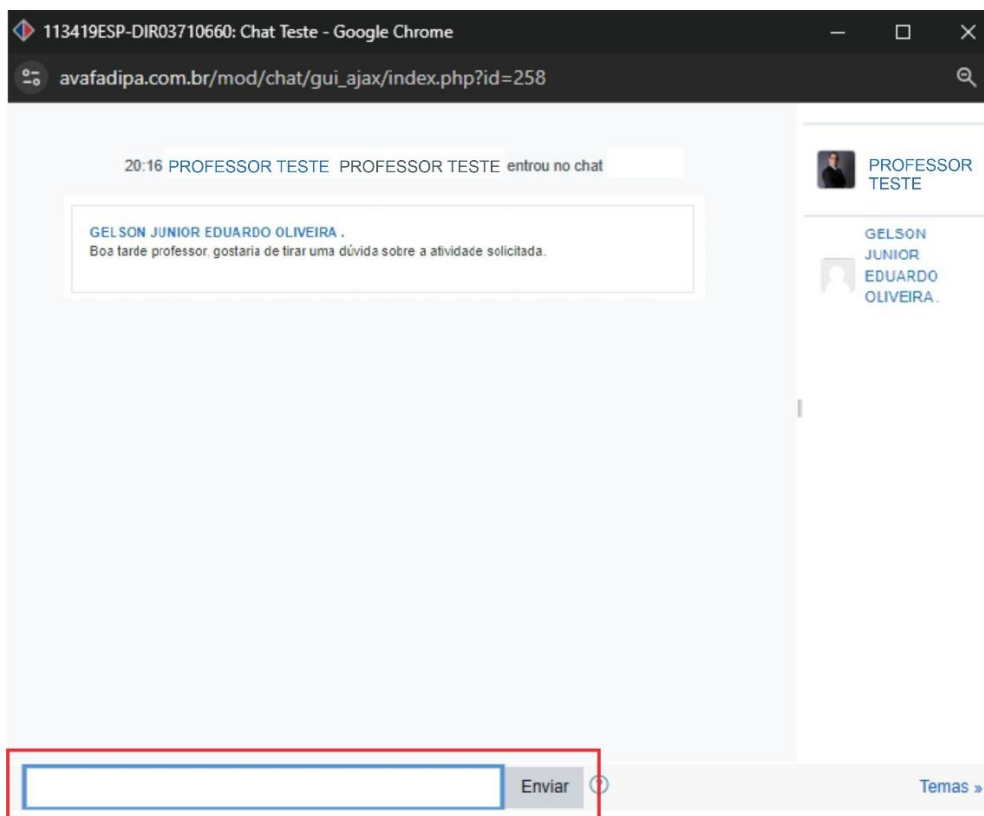 113419ESP-DIR03710660: Chat Teste - Google Chrome
avafadipa.com.br/mod/chat/gui_ajax/index.php?id=258
20:16 PROFESSOR TESTE PROFESSOR TESTE entrou no chat
GELSON JUNIOR EDUARDO OLIVEIRA .
Boa tarde professor, gostaria de tirar uma dúvida sobre a atividade solicitada.
PROFESSOR
TESTE
GELSON
JUNIOR
EDUARDO
OLIVEIRA .
Enviar ?
Temas »